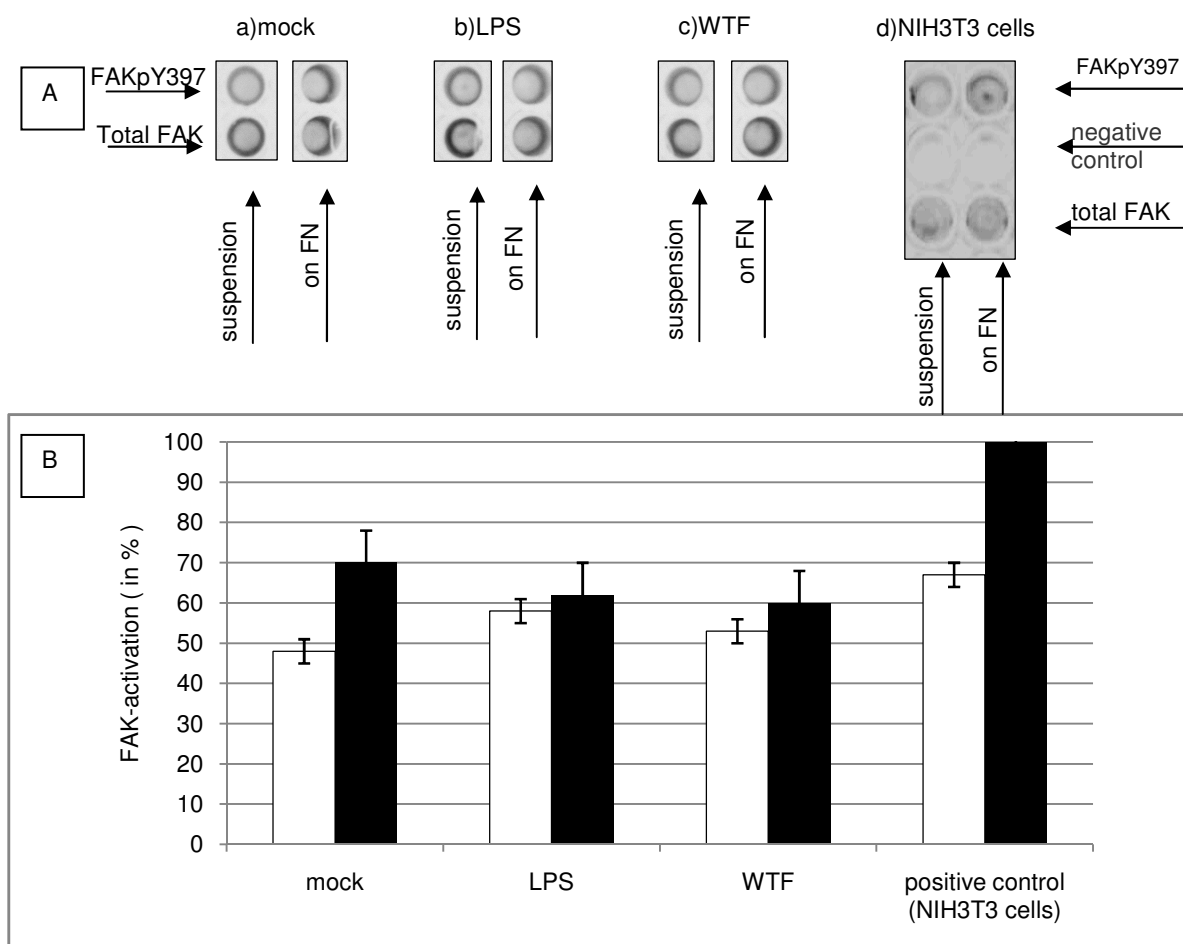 a)mock
b)LPS
c)WTF
d)NIH3T3 cells
A
FAKpY397
Total FAK
FAKpY397
negative
control
total FAK
suspension
on FN
suspension
on FN
suspension
on FN
suspension
on FN
B
FAK-activation ( in % )
100
90
80
70
60
50
40
30
20
10
0
mock
LPS
WTF
positive control
(NIH3T3 cells)